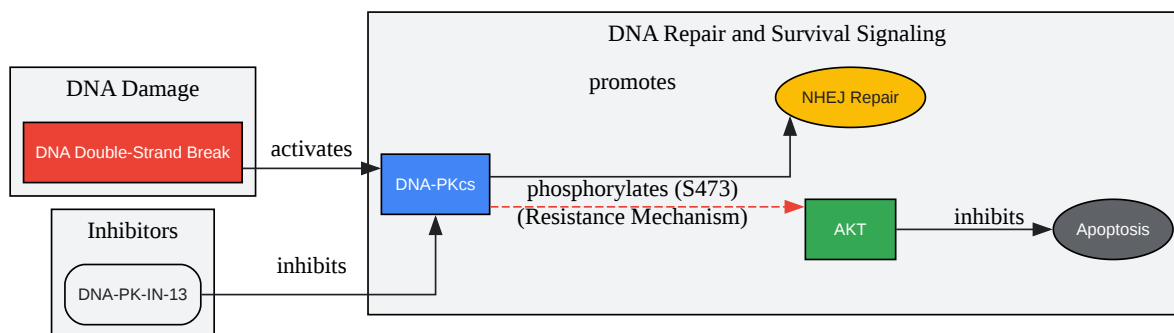 DNA Repair and Survival Signaling
promotes
NHEJ Repair
DNA Damage
DNA Double-Strand Break
activates
DNA-PKcs
phosphorylates (S473)
(Resistance Mechanism)
AKT
inhibits
Apoptosis
Inhibitors
DNA-PK-IN-13
inhibits